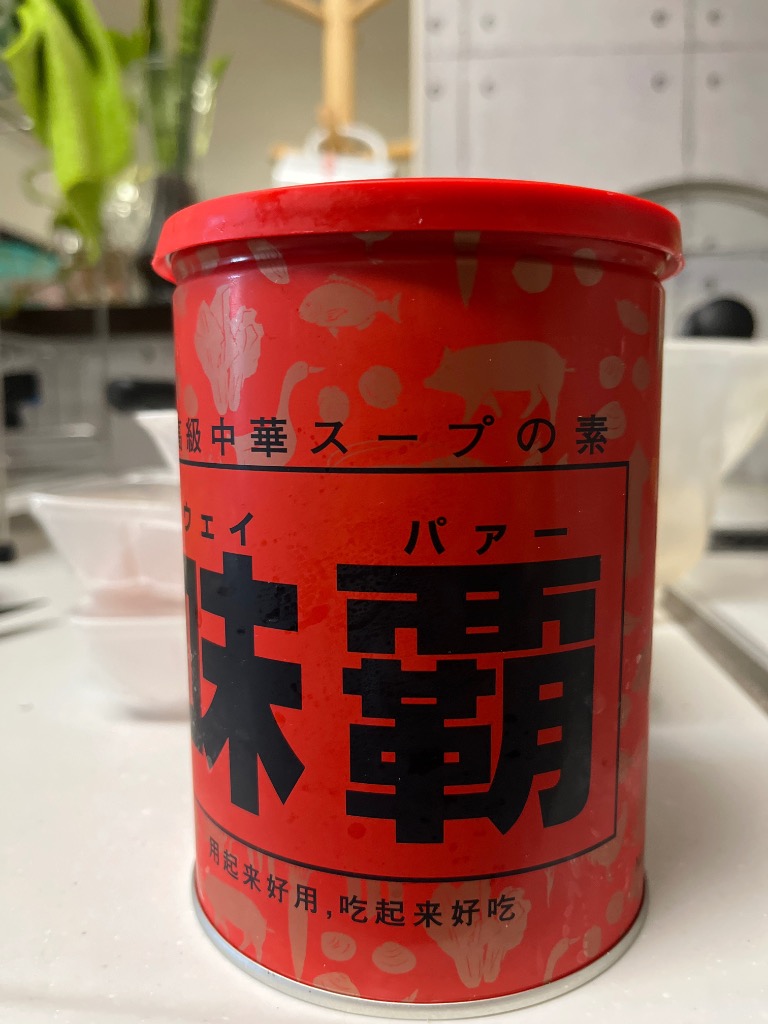 高級中華スープの素
ウェイ パァー
味覇
用起来好用,吃起来好吃